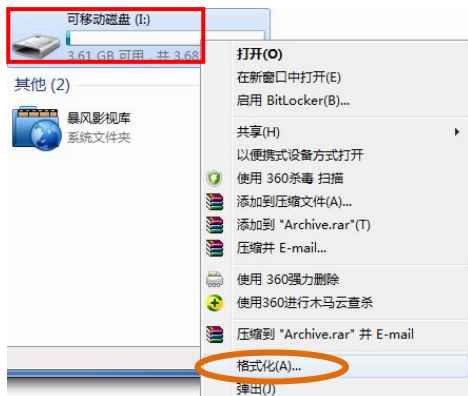 可移动磁盘 (I:)
3.61 GB 可用，共 3.68
其他 (2)
暴风影视库
系统文件夹
打开(O)
在新窗口中打开(E)
启用 BitLocker(B)...
共享(H)
以便携式设备方式打开
使用 360杀毒 扫描
添加到压缩文件(A)...
添加到 "Archive.rar"(T)
压缩并 E-mail...
使用 360强力删除
使用360进行木马云查杀
压缩到 "Archive.rar" 并 E-mail
格式化(A)...
弹出(J)